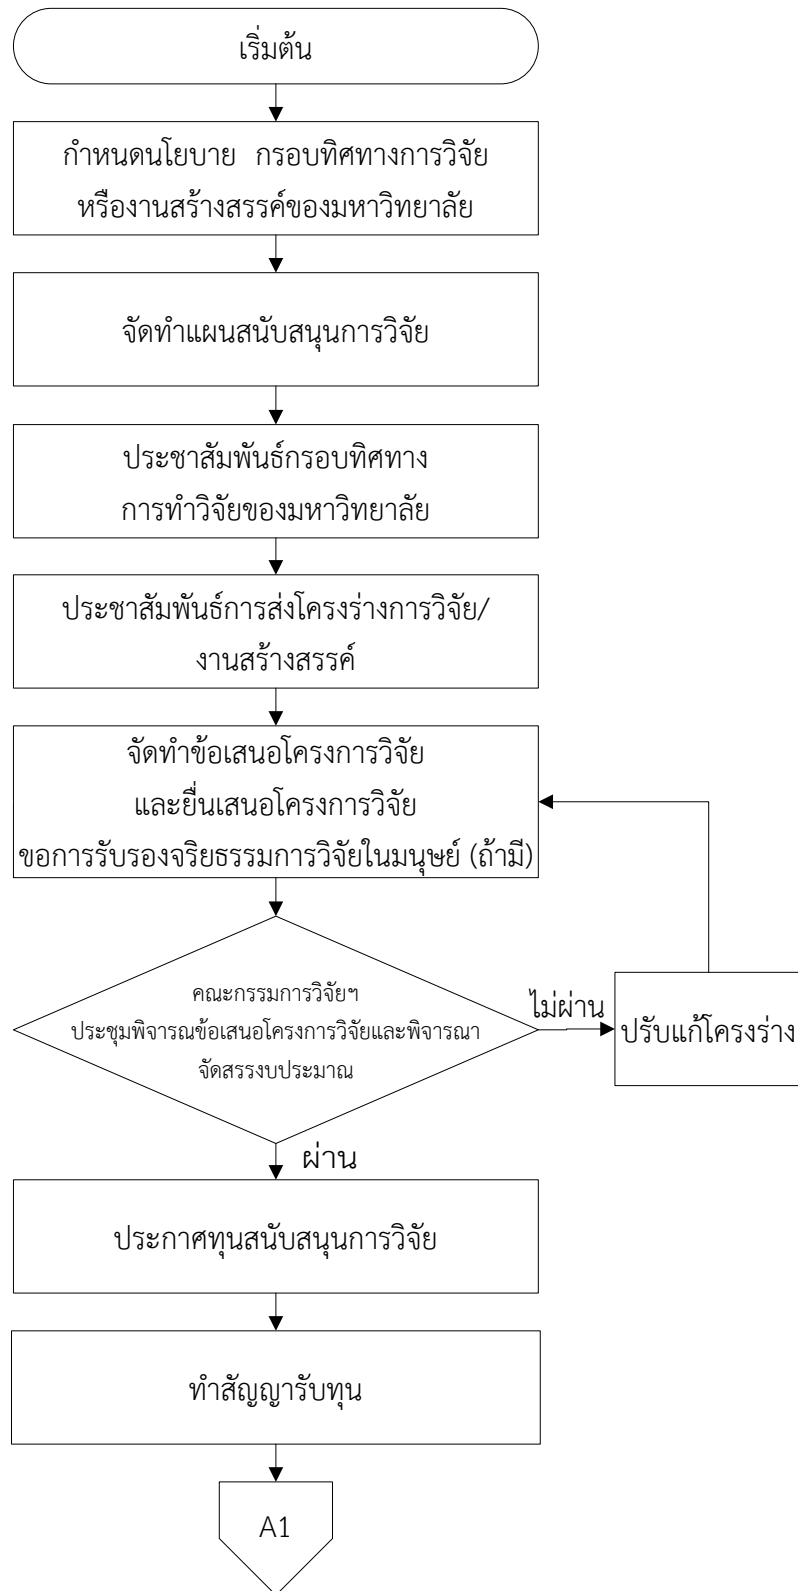 เริ่มต้น
กำหนดนโยบาย กรอบทิศทางการวิจัย
หรืองานสร้างสรรค์ของมหาวิทยาลัย
จัดทำแผนสนับสนุนการวิจัย
ประชาสัมพันธ์กรอบทิศทาง
การทำวิจัยของมหาวิทยาลัย
ประชาสัมพันธ์การส่งโครงร่างการวิจัย/
งานสร้างสรรค์
จัดทำข้อเสนอโครงการวิจัย
และยื่นเสนอโครงการวิจัย
ขอการรับรองจริยธรรมการวิจัยในมนุษย์ (ถ้ามี)
คณะกรรมการวิจัยฯ
ประชุมพิจารณข้อเสนอโครงการวิจัยและพิจารณา
จัดสรรงบประมาณ
ไม่ผ่าน
ปรับแก้โครงร่าง
ผ่าน
ประกาศทุนสนับสนุนการวิจัย
ทำสัญญารับทุน
A1